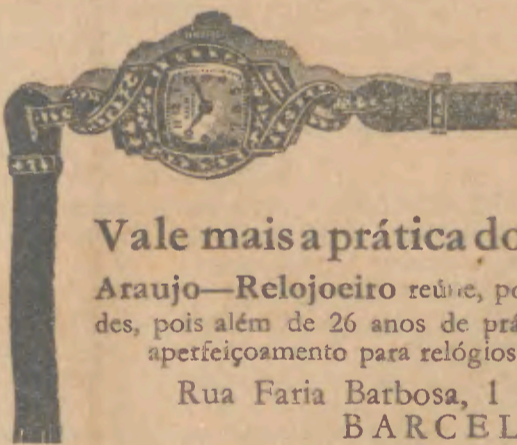 Vale mais a prática do
Araujo—Relojoeiro reúne, po
des, pois além de 26 anos de prá
aperfeiçoamento para relógios
Rua Faria Barbosa, 1
BARCEL